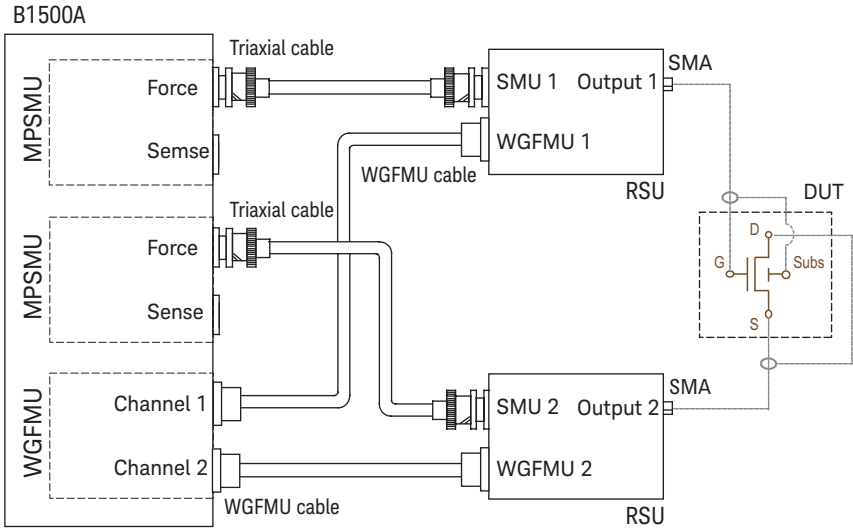 B1500A
MPSMU
Force
Semse
Triaxial cable
SMU 1
Output 1
SMA
WGFMU 1
RSU
WGFMU cable
MPSMU
Force
Sense
Triaxial cable
DUT
D
G
Subs
S
WGFMU
Channel 1
Channel 2
WGFMU cable
SMU 2
Output 2
SMA
WGFMU 2
RSU